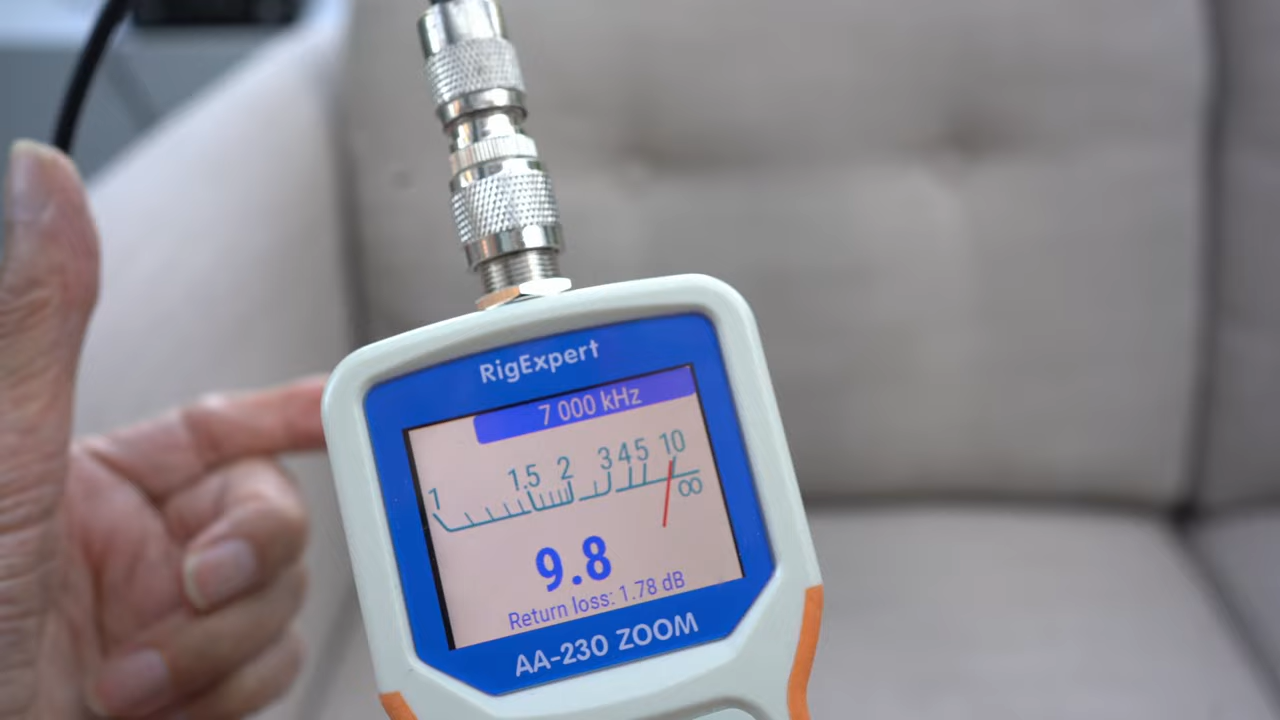 RigExpert
7 000 kHz
1 1.5 2 3 4 5 10 ∞
9.8
Return loss: 1.78 dB
AA-230 ZOOM